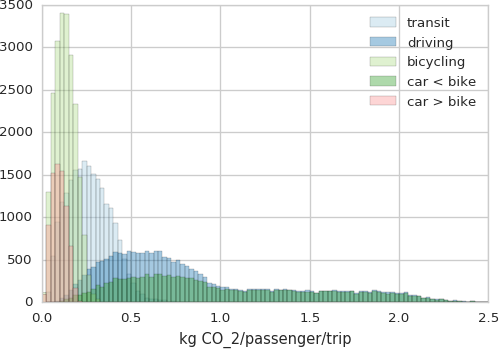 3500
3000
2500
2000
1500
1000
500
0
0.0 0.5 1.0 1.5 2.0 2.5
kg CO_2/passenger/trip
transit
driving
bicycling
car < bike
car > bike